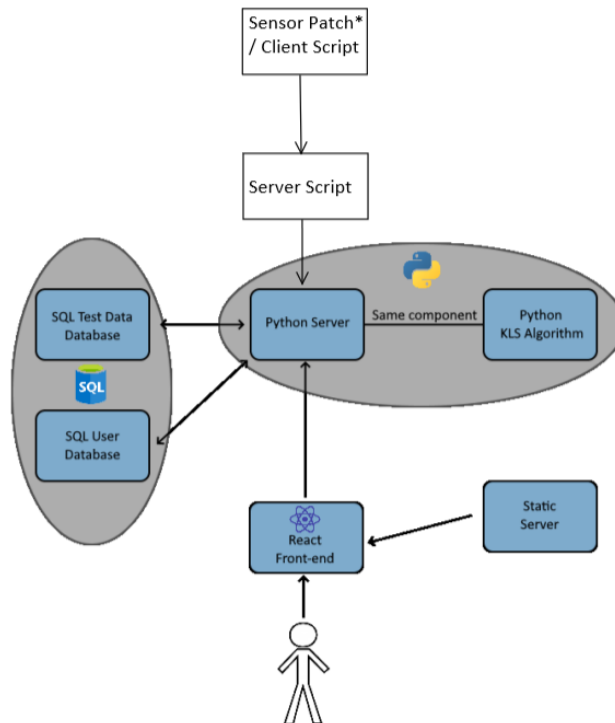 Sensor Patch*
/ Client Script
Server Script
SQL Test Data
Database
Python Server
Same component
Python
KLS Algorithm
SQL
SQL User
Database
React
Front-end
Static
Server